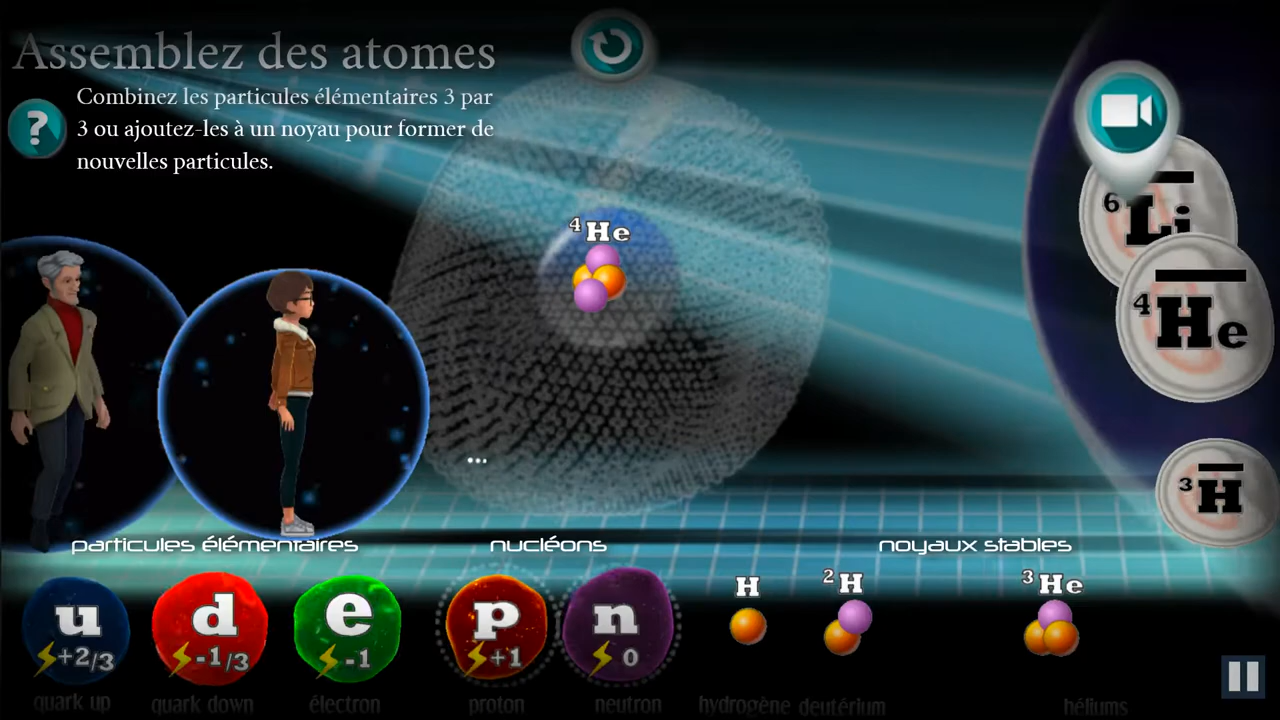 Assemblez des atomes
Combinez les particules élémentaires 3 par
3 ou ajoutez-les à un noyau pour former de
nouvelles particules.
?
⁴He
⁶Li
⁴He
³H
...
particules élémentaires
nucléons
noyaux stables
u
+2/3
quark up
d
-1/3
quark down
e
-1
électron
p
+1
proton
n
0
neutron
H
hydrogène
²H
deutérium
³He
héliums